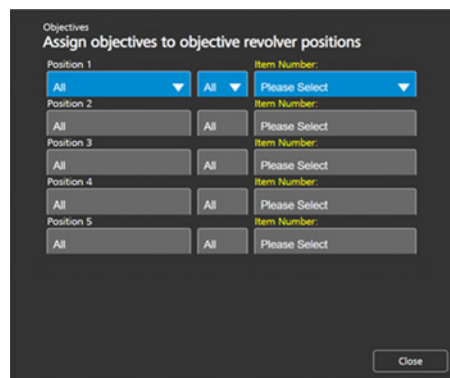 Objectives
Assign objectives to objective revolver positions
Position 1 Item Number:
All All Please Select
Position 2 Item Number:
All All Please Select
Position 3 Item Number:
All All Please Select
Position 4 Item Number:
All All Please Select
Position 5 Item Number:
All All Please Select
Close